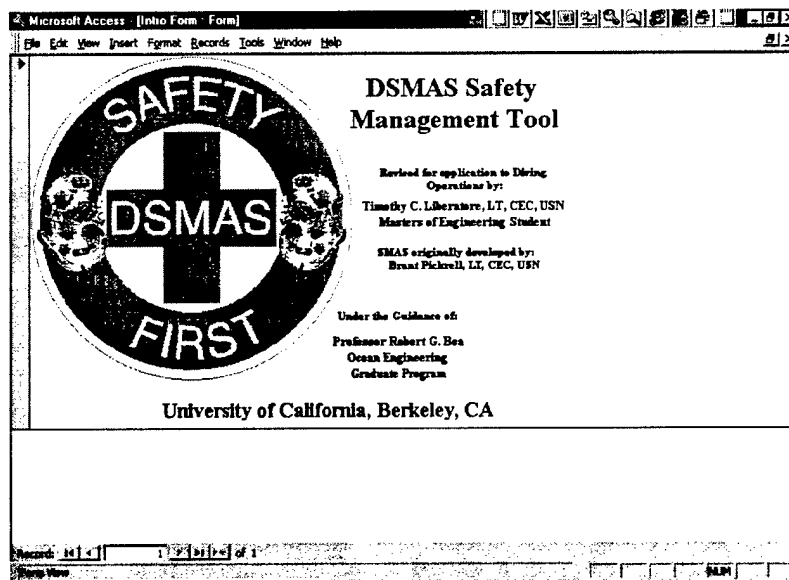 Microsoft Access - [Intro Form : Form]
File Edit View Insert Format Records Tools Window Help
SAFETY
DSMAS
FIRST
DSMAS Safety
Management Tool
Revised for application to Diving
Operations by:
Timothy C. Liberatore, LT, CEC, USN
Masters of Engineering Student
SMAS originally developed by:
Brant Pickrell, LT, CEC, USN
Under the Guidance of:
Professor Robert G. Bea
Ocean Engineering
Graduate Program
University of California, Berkeley, CA
Record: 1 of 1
Form View NUM